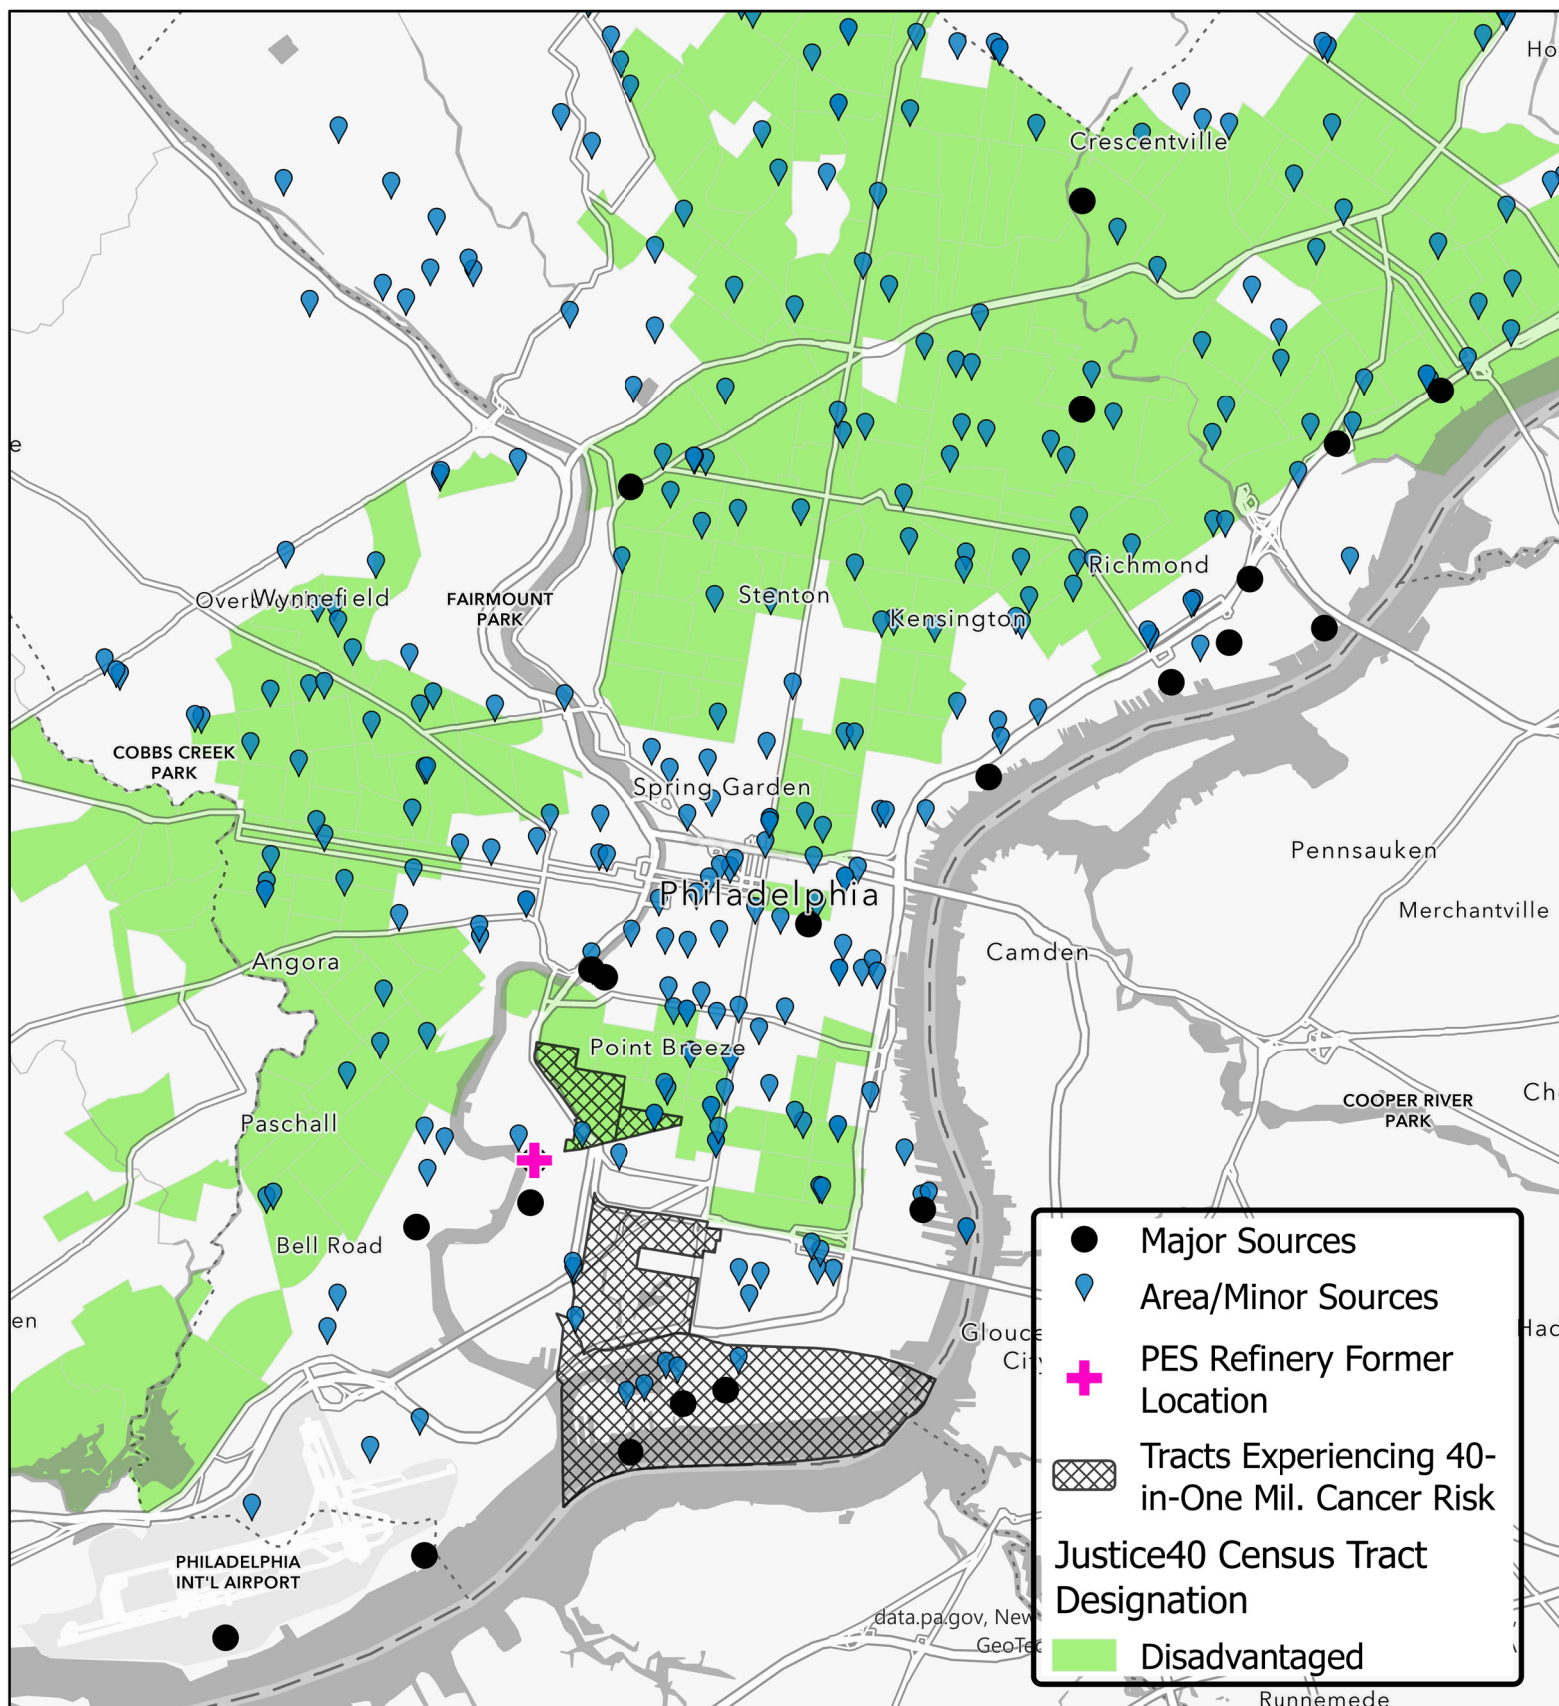 Ho
Crescentville
e
Richmond
Wynnefield
FAIRMOUNT
PARK
Stenton
Kensington
COBBS CREEK
PARK
Spring Garden
Pennsauken
Philadelphia
Merchantville
Camden
Angora
Point Breeze
COOPER RIVER
PARK
Ch
Paschall
Bell Road
en
Glouce
Cit
Hac
PHILADELPHIA
INT'L AIRPORT
data.pa.gov, New
GeoTe
Runnemede
Major Sources
Area/Minor Sources
PES Refinery Former
Location
Tracts Experiencing 40-
in-One Mil. Cancer Risk
Justice40 Census Tract
Designation
Disadvantaged